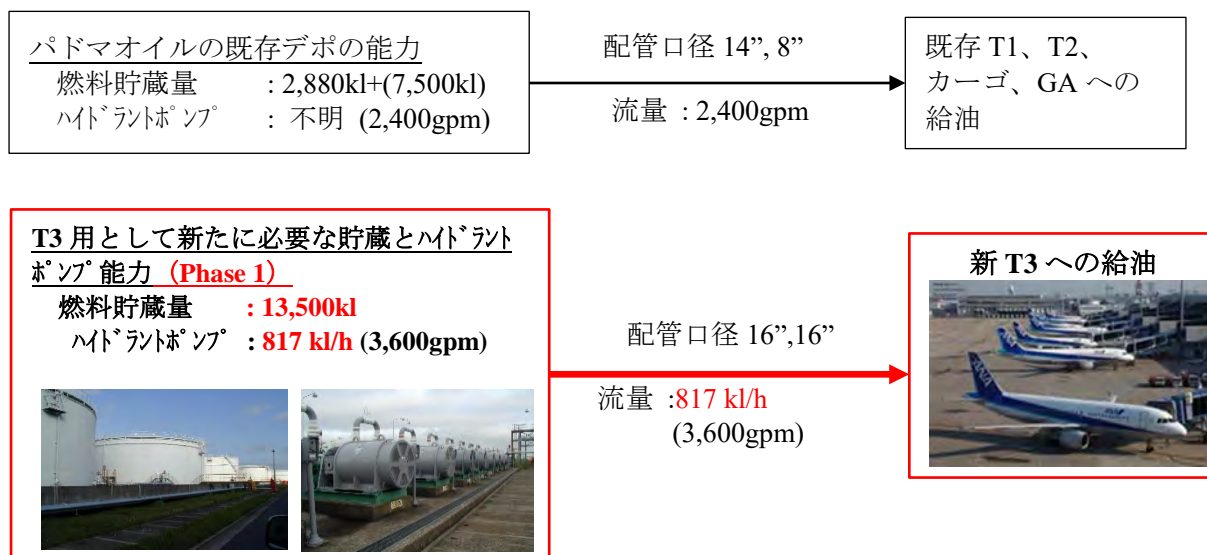 パドマオイルの既存デポの能力
燃料貯蔵量 : 2,880kl+(7,500kl)
ﾊｲﾄﾞﾗﾝﾄﾎﾟﾝﾌﾟ : 不明 (2,400gpm)
配管口径 14”, 8”
流量 : 2,400gpm
既存 T1、T2、
カーゴ、GA への
給油
T3 用として新たに必要な貯蔵とﾊｲﾄﾞﾗﾝﾄ
ﾎﾟﾝﾌﾟ能力（Phase 1）
燃料貯蔵量 : 13,500kl
ﾊｲﾄﾞﾗﾝﾄﾎﾟﾝﾌﾟ : 817 kl/h (3,600gpm)
配管口径 16”,16”
流量 :817 kl/h
(3,600gpm)
新 T3 への給油
ANA